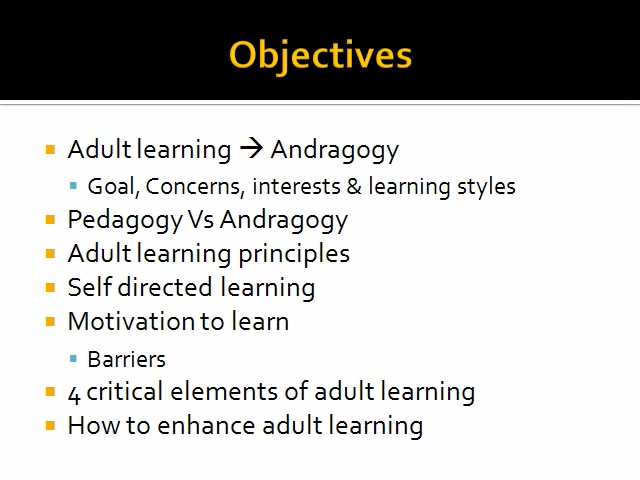 Objectives
Adult learning → Andragogy
Goal, Concerns, interests & learning styles
Pedagogy Vs Andragogy
Adult learning principles
Self directed learning
Motivation to learn
Barriers
4 critical elements of adult learning
How to enhance adult learning